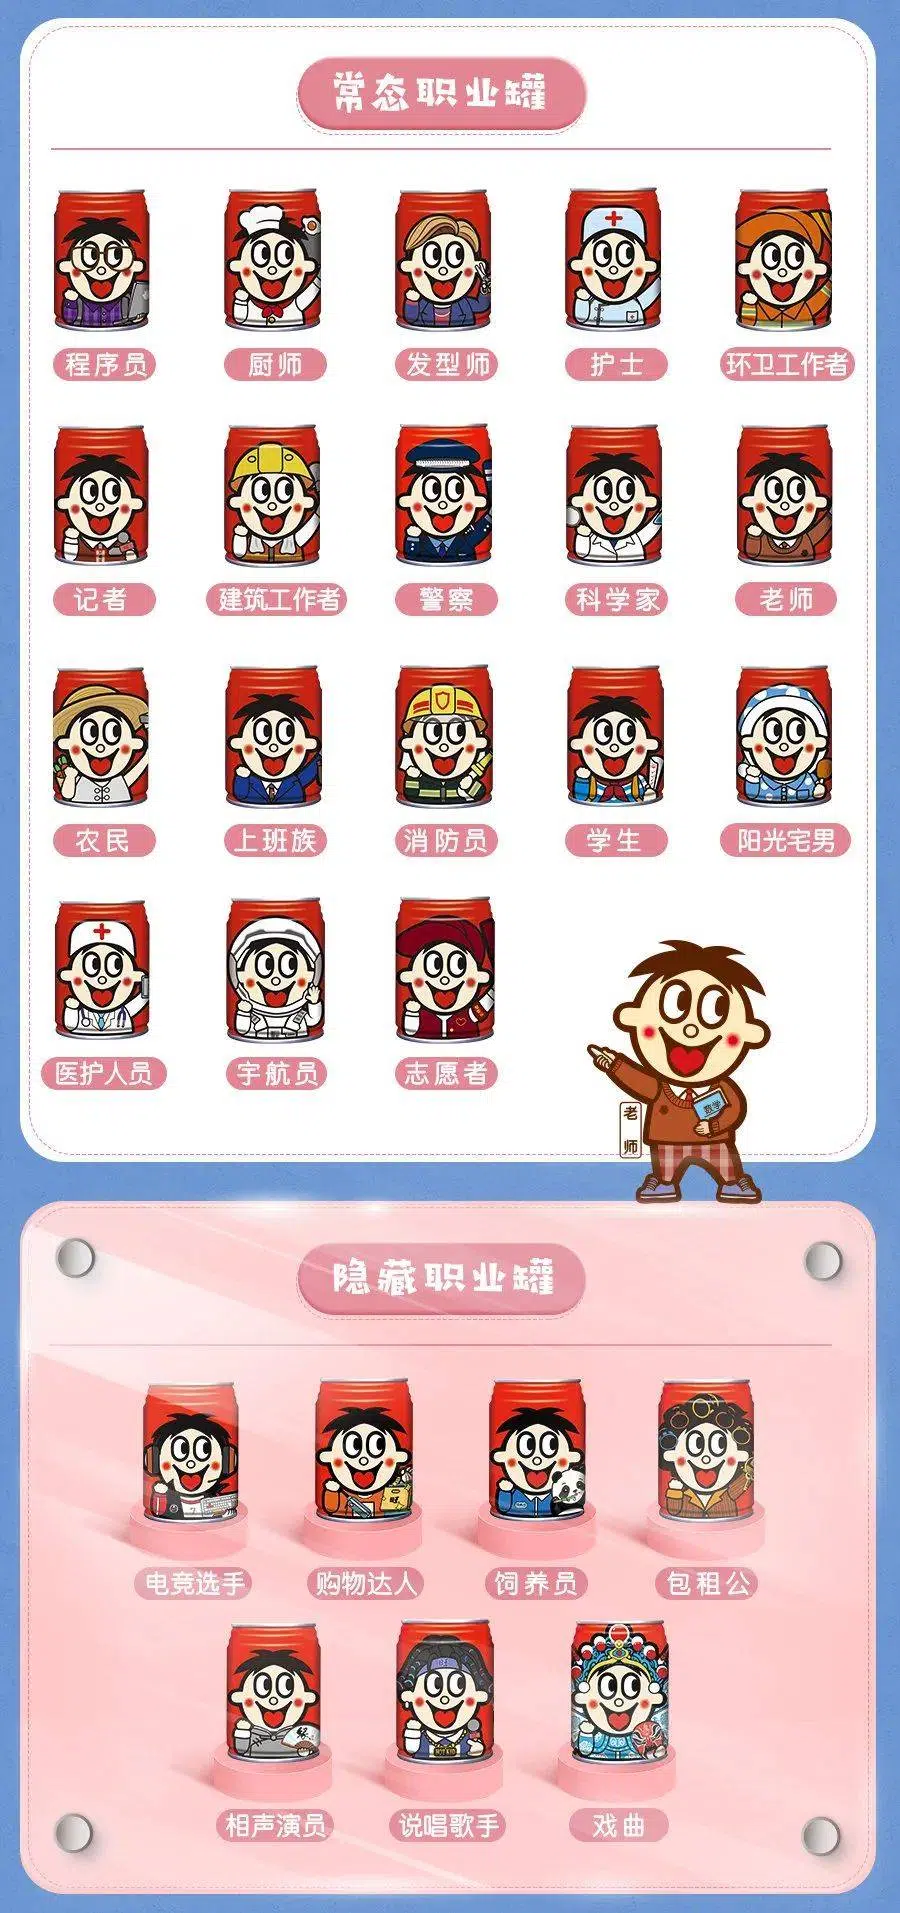 常态职业罐
程序员
厨师
发型师
护士
环卫工作者
记者
建筑工作者
警察
科学家
老师
农民
上班族
消防员
学生
阳光宅男
医护人员
宇航员
志愿者
数学
老师
隐藏职业罐
旺
电竞选手
购物达人
饲养员
包租公
旺
HOT KID
相声演员
说唱歌手
戏曲